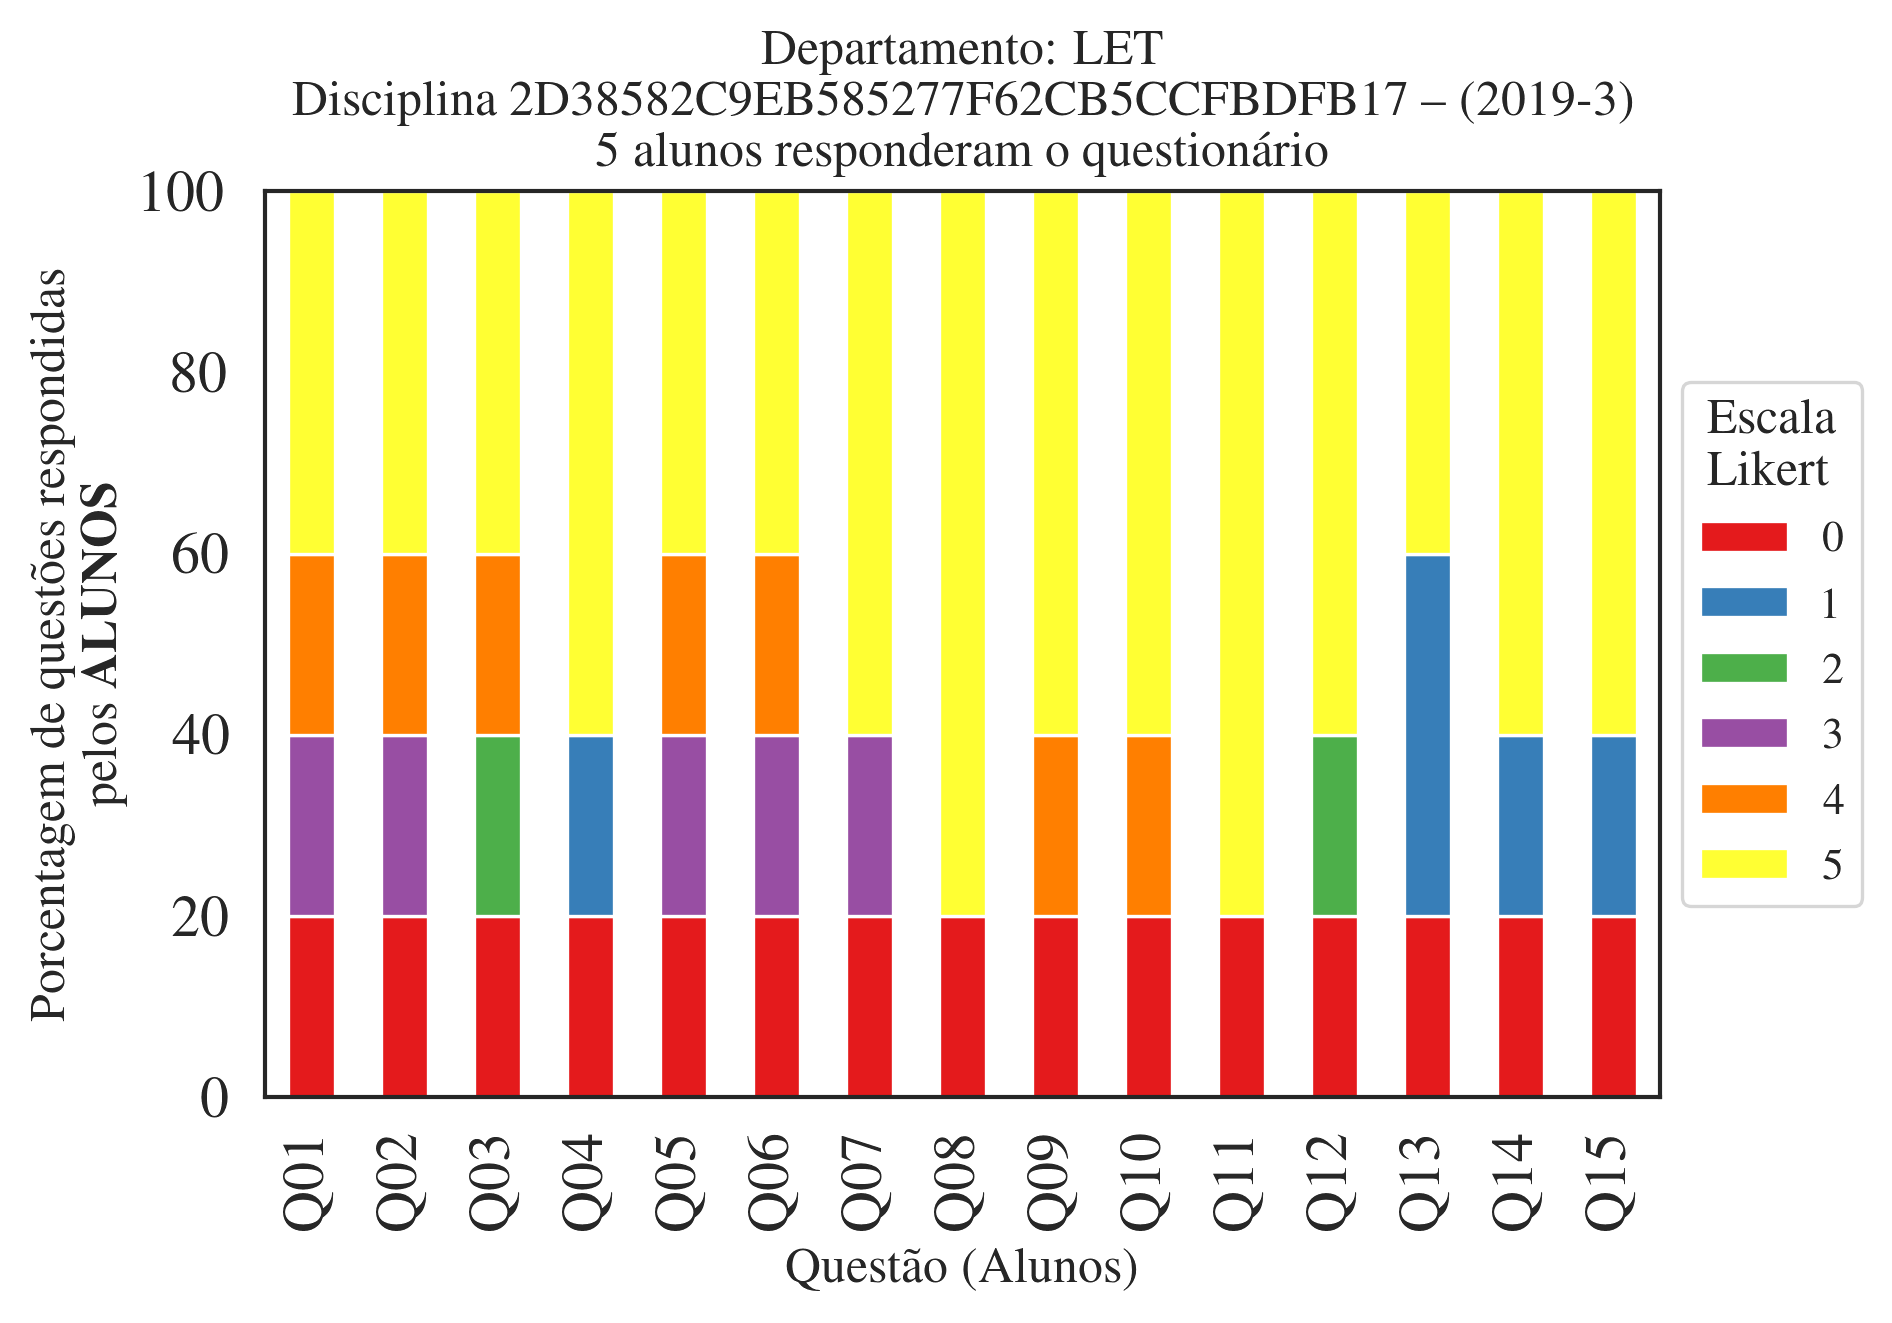 Departamento: LET
Disciplina 2D38582C9EB585277F62CB5CCFBDFB17 – (2019-3)
5 alunos responderam o questionário
Porcentagem de questões respondidas
pelos ALUNOS
100
80
60
40
20
0
Q01
Q02
Q03
Q04
Q05
Q06
Q07
Q08
Q09
Q10
Q11
Q12
Q13
Q14
Q15
Questão (Alunos)
Escala
Likert
0
1
2
3
4
5